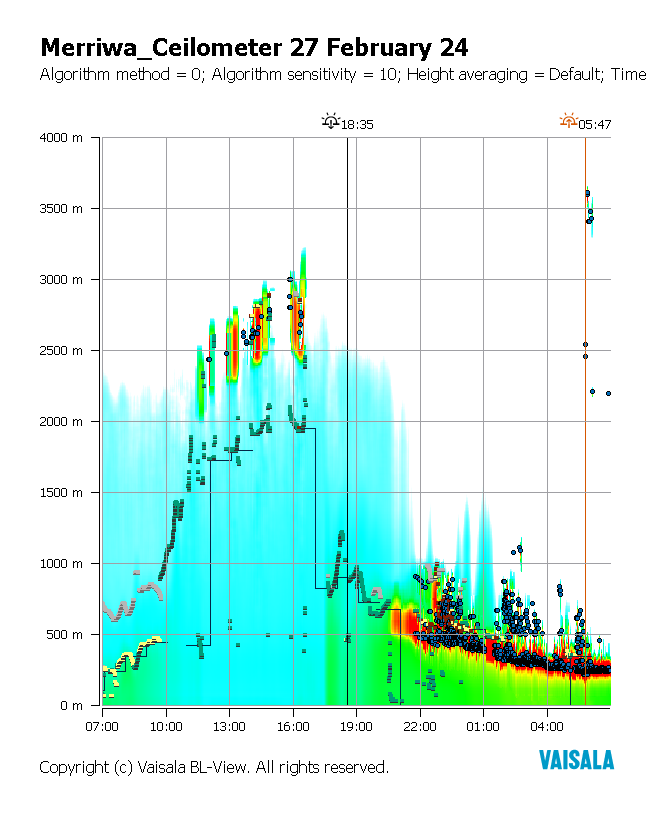 Merriwa_Ceilometer 27 February 24
Algorithm method = 0; Algorithm sensitivity = 10; Height averaging = Default; Time
18:35
05:47
4000 m
3500 m
3000 m
2500 m
2000 m
1500 m
1000 m
500 m
0 m
07:00 10:00 13:00 16:00 19:00 22:00 01:00 04:00
Copyright (c) Vaisala BL-View. All rights reserved.
VAISALA